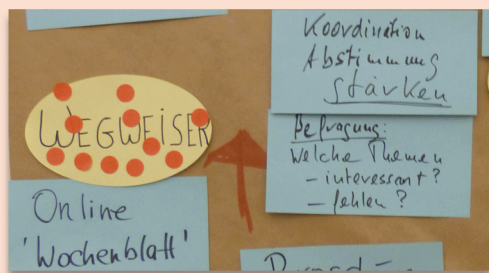 Koordination
Abstimmung
stärken
WEGWEISER
Befragung:
Welche Themen
- interessant?
- fehlen?
Online
'Wochenblatt'